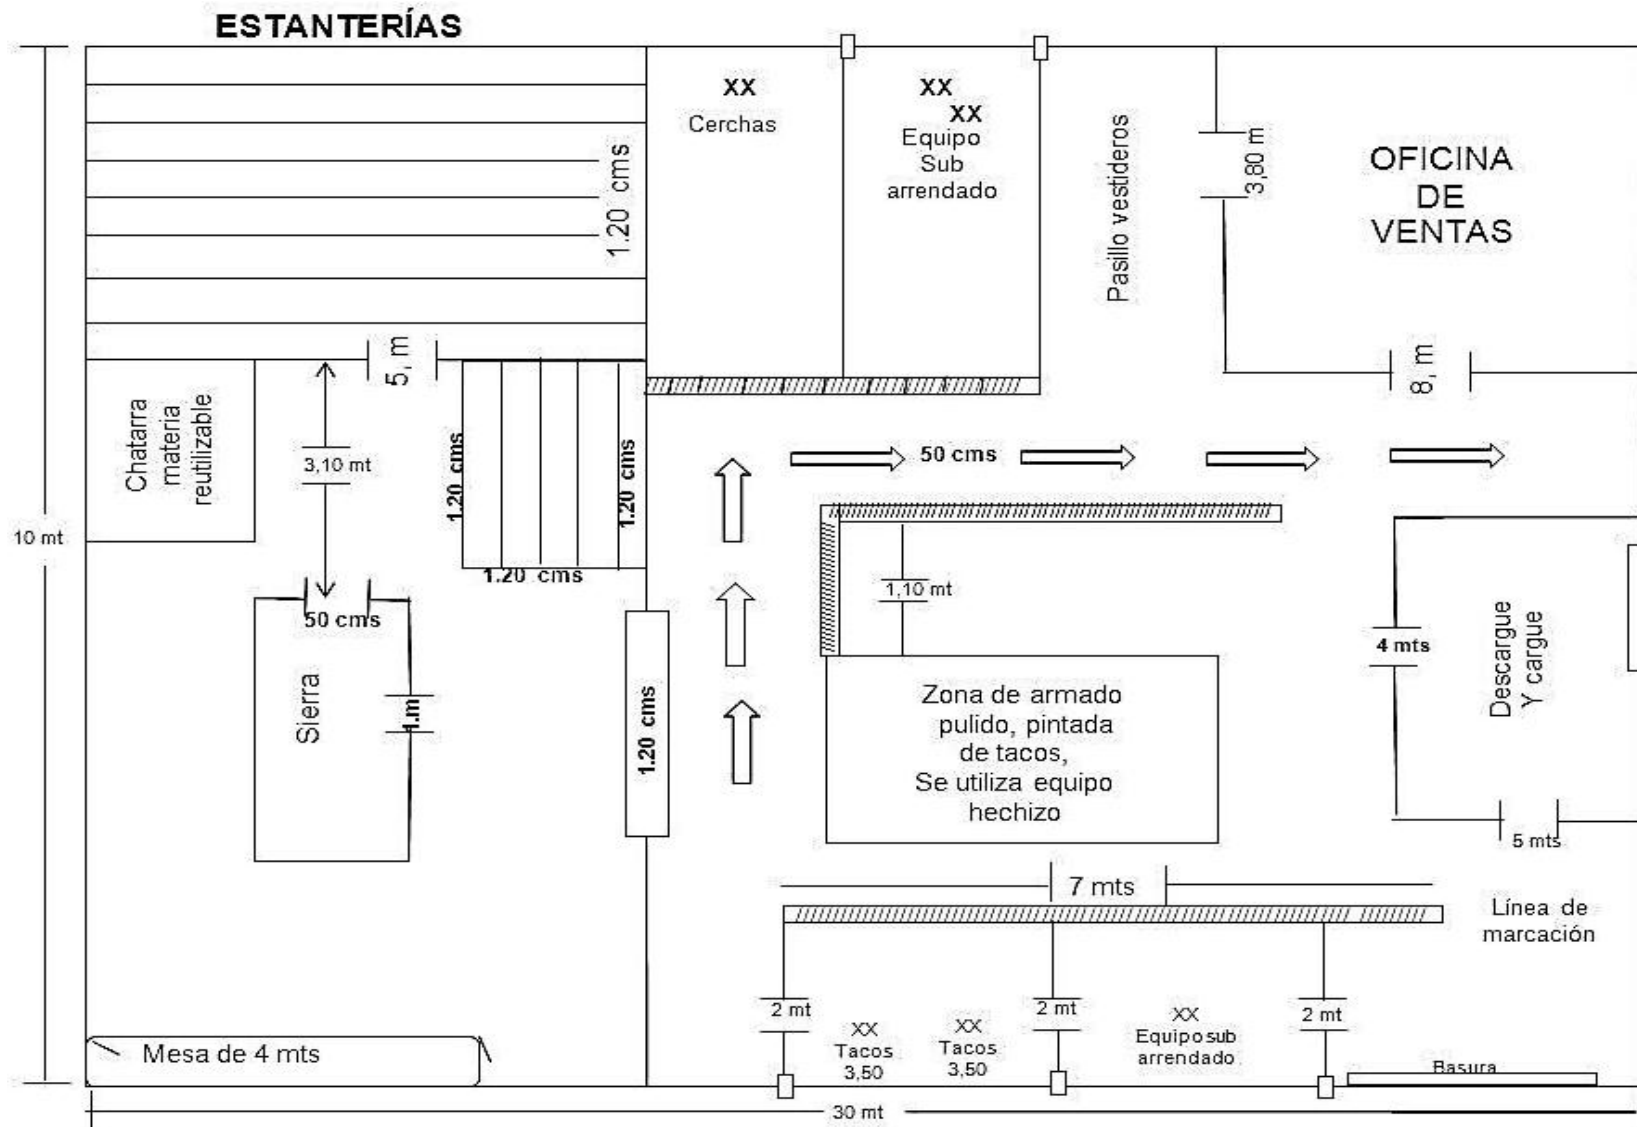 ESTANTERÍAS
XX
Cerchas
XX
XX
Equipo
Sub
arrendado
Pasillo vestideros
3,80 m
OFICINA
DE
VENTAS
1.20 cms
5, m
8, m
Chatarra
materia
reutilizable
3,10 mt
1.20 cms
1.20 cms
1.20 cms
50 cms
10 mt
1,10 mt
50 cms
Sierra
1.m
1.20 cms
Zona de armado
pulido, pintada
de tacos,
Se utiliza equipo
hechizo
4 mts
Descargue
Y cargue
5 mts
7 mts
Línea de
marcación
2 mt
XX
Tacos
3,50
XX
Tacos
3,50
2 mt
XX
Equipo sub
arrendado
2 mt
Basura
Mesa de 4 mts
30 mt